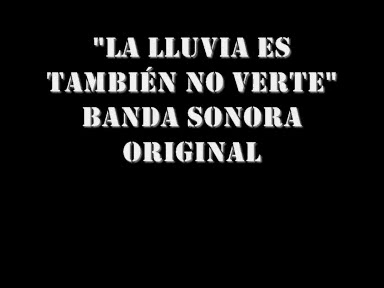 "LA LLUVIA ES
TAMBIÉN NO VERTE"
BANDA SONORA
ORIGINAL